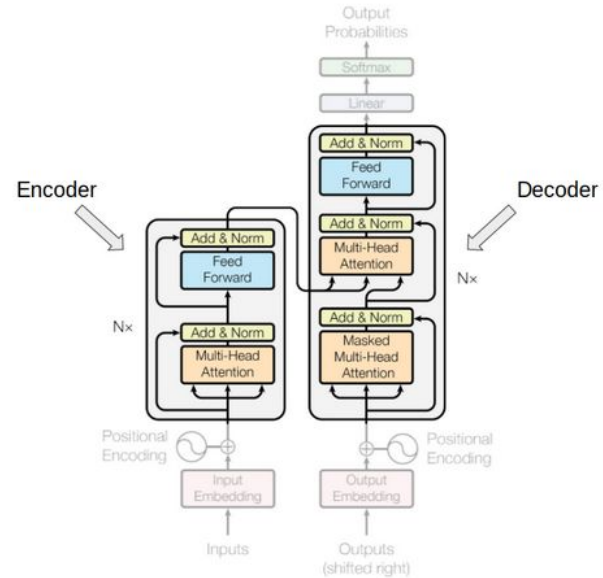 Output
Probabilities
Softmax
Linear
Add & Norm
Feed
Forward
Add & Norm
Multi-Head
Attention
Add & Norm
Masked
Multi-Head
Attention
Nx
Decoder
Encoder
Add & Norm
Feed
Forward
Nx
Add & Norm
Multi-Head
Attention
Positional
Encoding
Positional
Encoding
Input
Embedding
Output
Embedding
Inputs
Outputs
(shifted right)